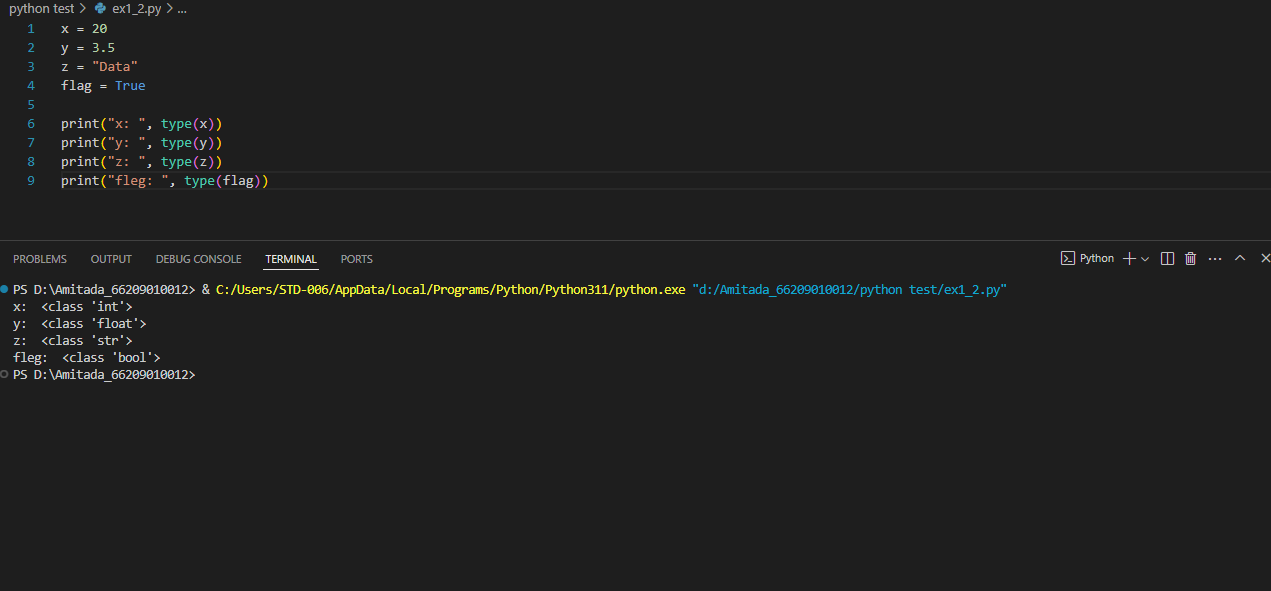 python test > ex1_2.py > ...
1 x = 20
2 y = 3.5
3 z = "Data"
4 flag = True
5
6 print("x: ", type(x))
7 print("y: ", type(y))
8 print("z: ", type(z))
9 print("fleg: ", type(flag))
PROBLEMS OUTPUT DEBUG CONSOLE TERMINAL PORTS Python
PS D:\Amitada_66209010012> & C:/Users/STD-006/AppData/Local/Programs/Python/Python311/python.exe "d:/Amitada_66209010012/python test/ex1_2.py"
x:  <class 'int'>
y:  <class 'float'>
z:  <class 'str'>
fleg:  <class 'bool'>
PS D:\Amitada_66209010012>